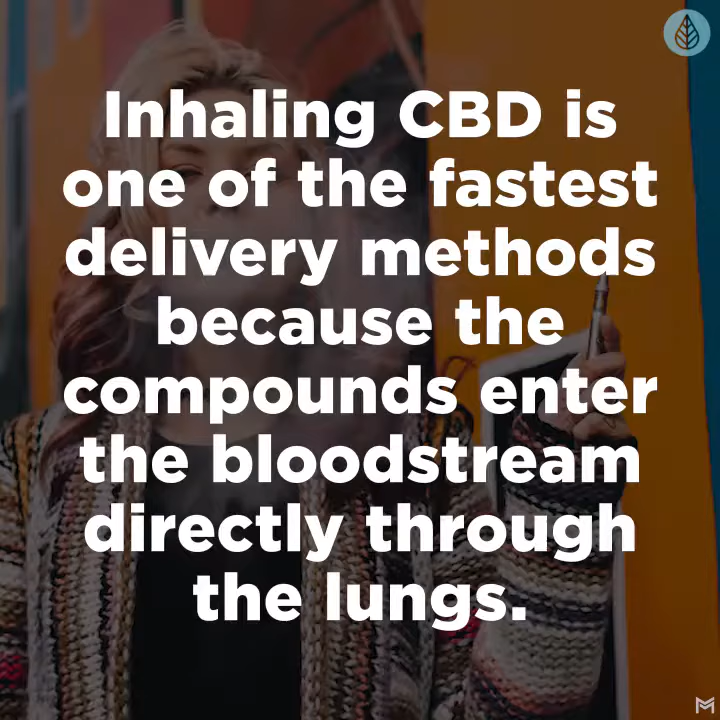 Inhaling CBD is
one of the fastest
delivery methods
because the
compounds enter
the bloodstream
directly through
the lungs.